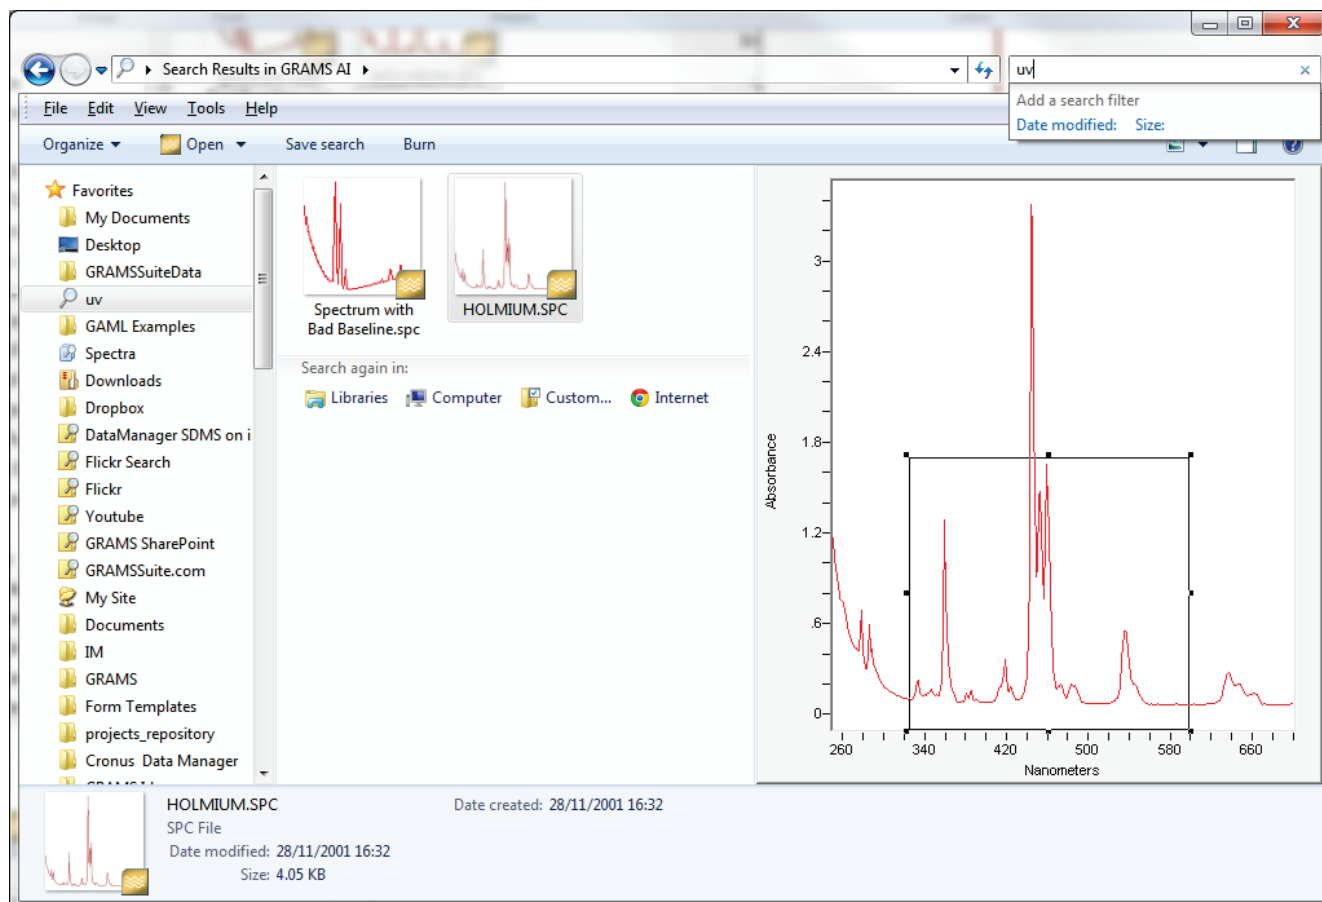 Search Results in GRAMS AI
uv
File Edit View Tools Help
Add a search filter
Date modified: Size:
Organize Open Save search Burn
Favorites
My Documents
Desktop
GRAMSSuiteData
uv
GAML Examples
Spectra
Downloads
Dropbox
DataManager SDMS on i
Flickr Search
Flickr
Youtube
GRAMS SharePoint
GRAMSSuite.com
My Site
Documents
IM
GRAMS
Form Templates
projects_repository
Cronus Data Manager
Spectrum with
Bad Baseline.spc
HOLMIUM.SPC
Search again in:
Libraries Computer Custom... Internet
3
2.4
1.8
1.2
.6
0
Absorbance
260 340 420 500 580 660
Nanometers
HOLMIUM.SPC
SPC File
Date modified: 28/11/2001 16:32
Size: 4.05 KB
Date created: 28/11/2001 16:32